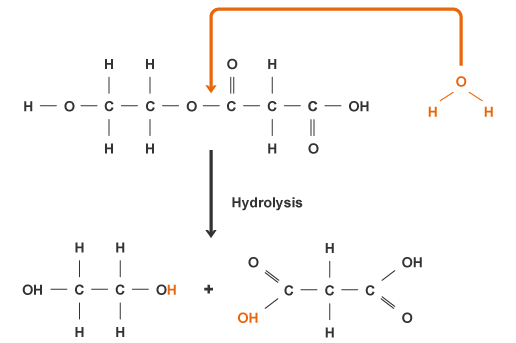 H H O H
O
H — O — C — C — O — C — C — C — OH
H H
H H H O
Hydrolysis
H H H
O OH
OH — C — C — OH + C — C — C
OH O
H H H